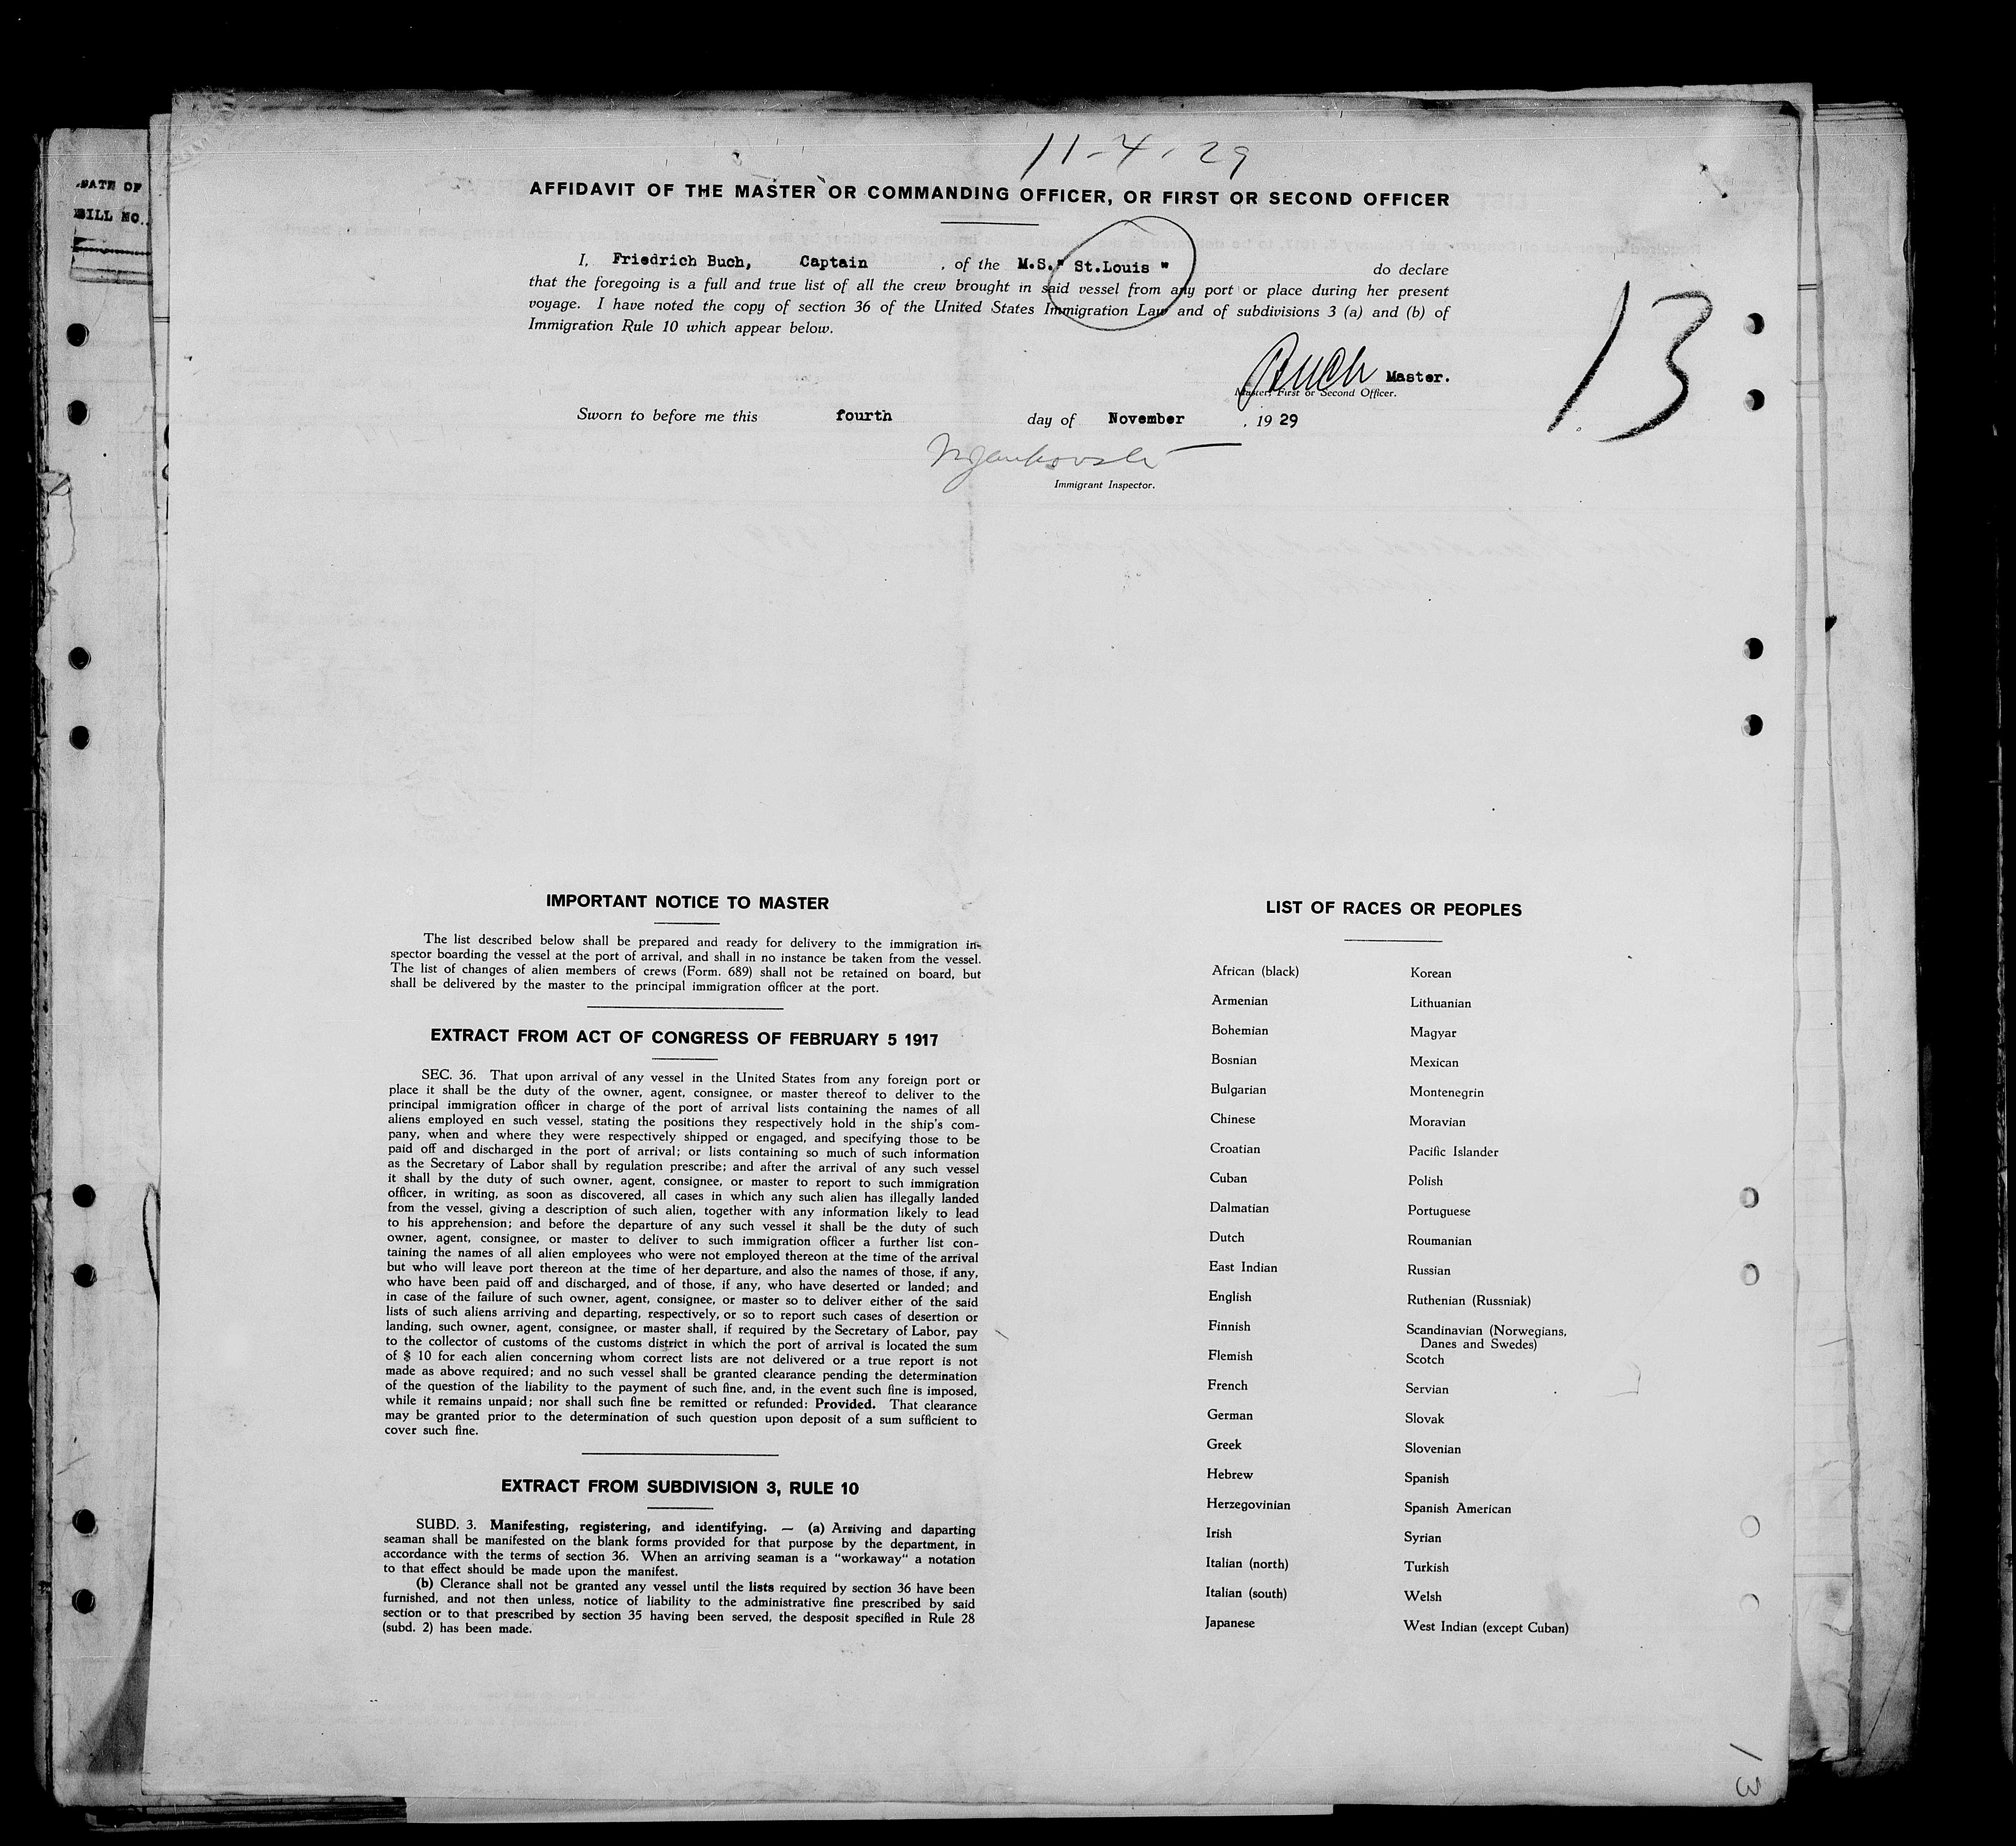 11-4-29
DATE OF
BILL NO.
AFFIDAVIT OF THE MASTER OR COMMANDING OFFICER, OR FIRST OR SECOND OFFICER
I, Friedrich Buch, Captain , of the M.S." St.Louis " do declare
that the foregoing is a full and true list of all the crew brought in said vessel from any port or place during her present
voyage. I have noted the copy of section 36 of the United States Immigration Law and of subdivisions 3 (a) and (b) of
Immigration Rule 10 which appear below.
13
Buch Master.
Master, First or Second Officer.
Sworn to before me this fourth day of November , 19 29
Immigrant Inspector.
IMPORTANT NOTICE TO MASTER
The list described below shall be prepared and ready for delivery to the immigration in-
spector boarding the vessel at the port of arrival, and shall in no instance be taken from the vessel.
The list of changes of alien members of crews (Form. 689) shall not be retained on board, but
shall be delivered by the master to the principal immigration officer at the port.
EXTRACT FROM ACT OF CONGRESS OF FEBRUARY 5 1917
SEC. 36. That upon arrival of any vessel in the United States from any foreign port or
place it shall be the duty of the owner, agent, consignee, or master thereof to deliver to the
principal immigration officer in charge of the port of arrival lists containing the names of all
aliens employed en such vessel, stating the positions they respectively hold in the ship's com-
pany, when and where they were respectively shipped or engaged, and specifying those to be
paid off and discharged in the port of arrival; or lists containing so much of such information
as the Secretary of Labor shall by regulation prescribe; and after the arrival of any such vessel
it shall by the duty of such owner, agent, consignee, or master to report to such immigration
officer, in writing, as soon as discovered, all cases in which any such alien has illegally landed
from the vessel, giving a description of such alien, together with any information likely to lead
to his apprehension; and before the departure of any such vessel it shall be the duty of such
owner, agent, consignee, or master to deliver to such immigration officer a further list con-
taining the names of all alien employees who were not employed thereon at the time of the arrival
but who will leave port thereon at the time of her departure, and also the names of those, if any,
who have been paid off and discharged, and of those, if any, who have deserted or landed; and
in case of the failure of such owner, agent, consignee, or master so to deliver either of the said
lists of such aliens arriving and departing, respectively, or so to report such cases of desertion or
landing, such owner, agent, consignee, or master shall, if required by the Secretary of Labor, pay
to the collector of customs of the customs district in which the port of arrival is located the sum
of $ 10 for each alien concerning whom correct lists are not delivered or a true report is not
made as above required; and no such vessel shall be granted clearance pending the determination
of the question of the liability to the payment of such fine, and, in the event such fine is imposed,
while it remains unpaid; nor shall such fine be remitted or refunded: Provided. That clearance
may be granted prior to the determination of such question upon deposit of a sum sufficient to
cover such fine.
EXTRACT FROM SUBDIVISION 3, RULE 10
SUBD. 3. Manifesting, registering, and identifying. — (a) Arriving and daparting
seaman shall be manifested on the blank forms provided for that purpose by the department, in
accordance with the terms of section 36. When an arriving seaman is a "workaway" a notation
to that effect should be made upon the manifest.
(b) Clerance shall not be granted any vessel until the lists required by section 36 have been
furnished, and not then unless, notice of liability to the administrative fine prescribed by said
section or to that prescribed by section 35 having been served, the desposit specified in Rule 28
(subd. 2) has been made.
LIST OF RACES OR PEOPLES
African (black)
Armenian
Bohemian
Bosnian
Bulgarian
Chinese
Croatian
Cuban
Dalmatian
Dutch
East Indian
English
Finnish
Flemish
French
German
Greek
Hebrew
Herzegovinian
Irish
Italian (north)
Italian (south)
Japanese
Korean
Lithuanian
Magyar
Mexican
Montenegrin
Moravian
Pacific Islander
Polish
Portuguese
Roumanian
Russian
Ruthenian (Russniak)
Scandinavian (Norwegians,
Danes and Swedes)
Scotch
Servian
Slovak
Slovenian
Spanish
Spanish American
Syrian
Turkish
Welsh
West Indian (except Cuban)
13